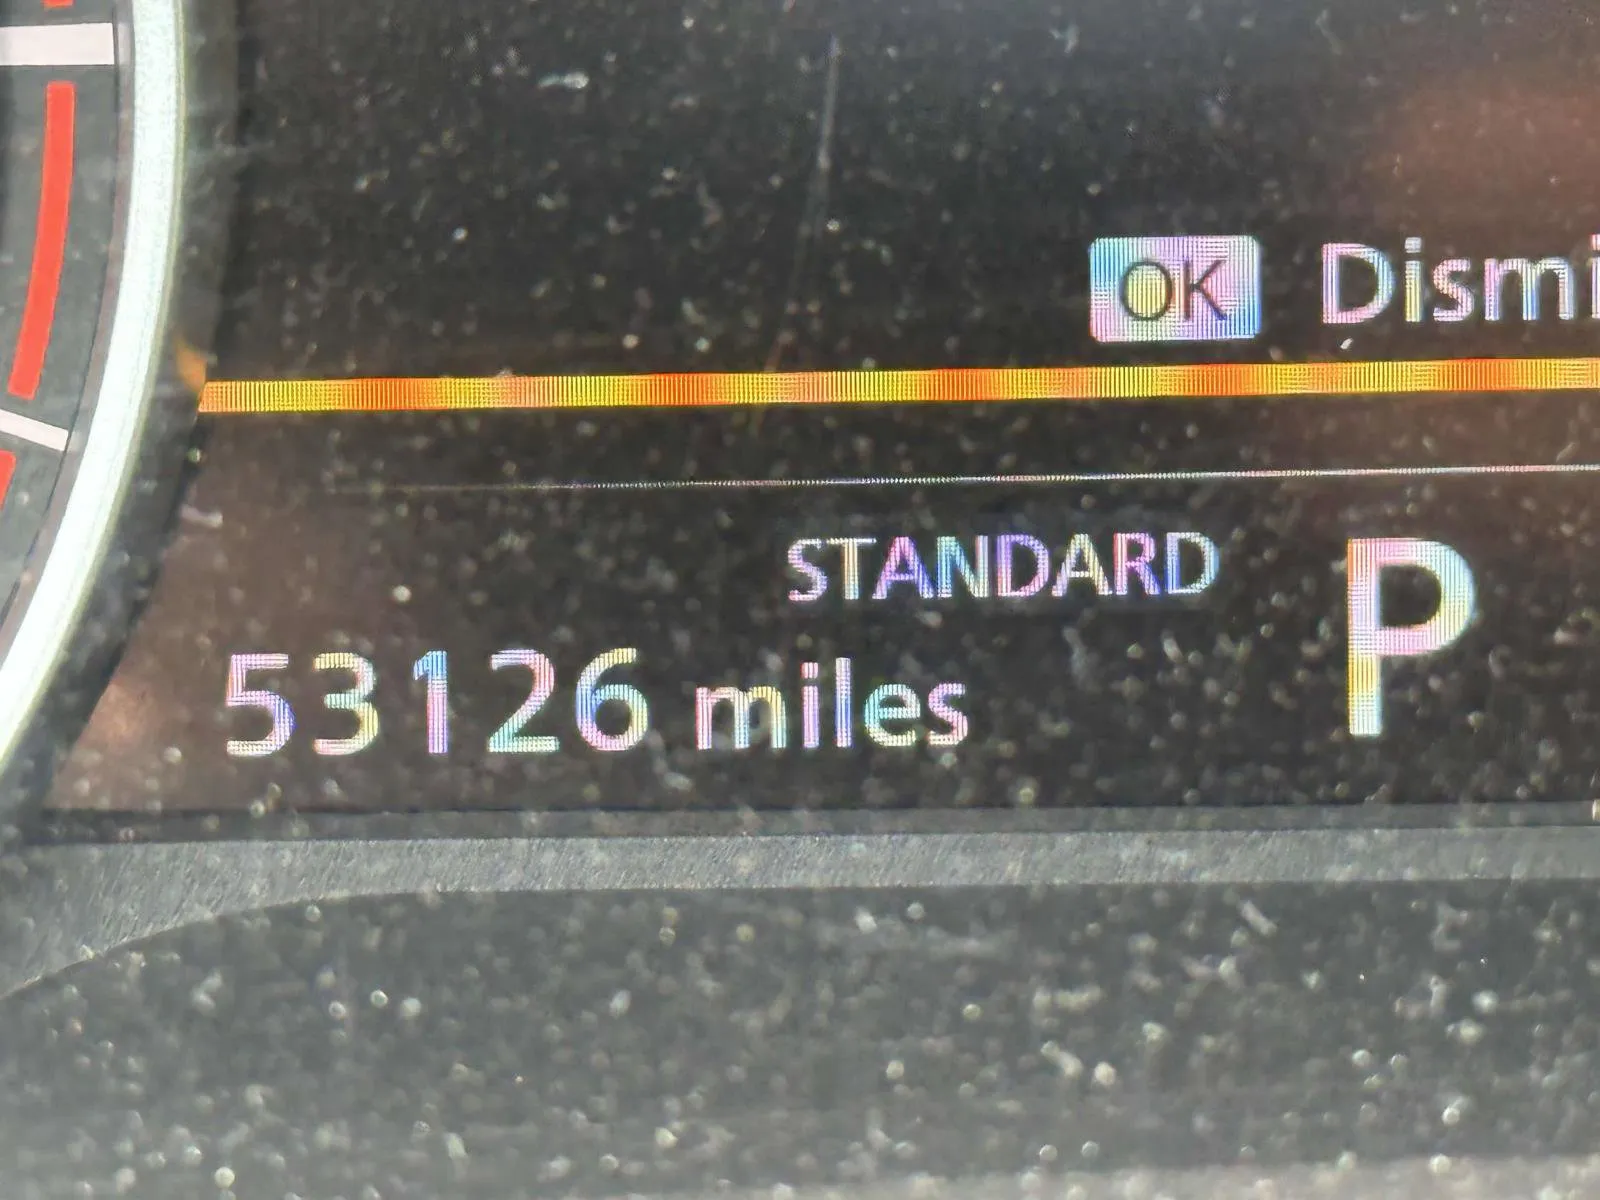 OK Dismi
STANDARD
P
53126 miles